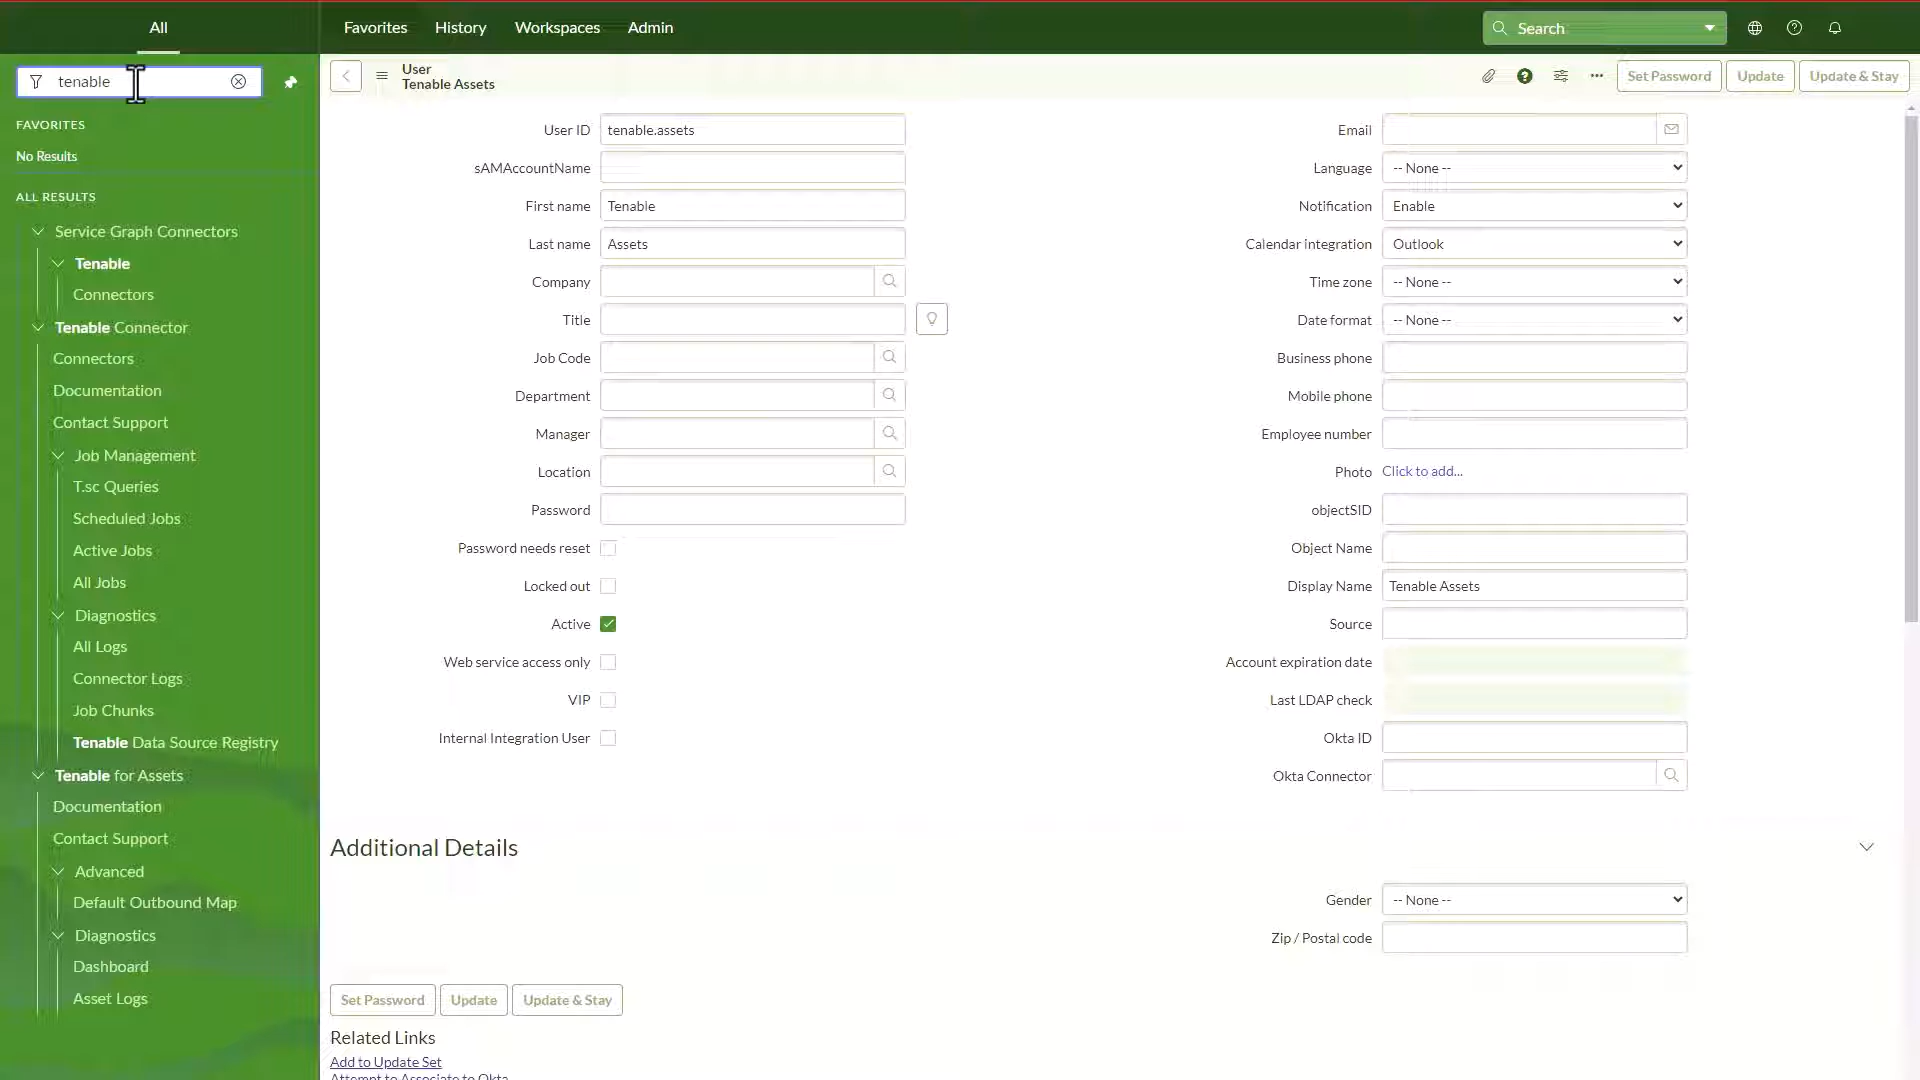 All
Favorites
History
Workspaces
Admin
Search
tenable
User
Tenable Assets
Set Password
Update
Update & Stay
FAVORITES
No Results
ALL RESULTS
Service Graph Connectors
Tenable
Connectors
Tenable Connector
Connectors
Documentation
Contact Support
Job Management
T.sc Queries
Scheduled Jobs
Active Jobs
All Jobs
Diagnostics
All Logs
Connector Logs
Job Chunks
Tenable Data Source Registry
Tenable for Assets
Documentation
Contact Support
Advanced
Default Outbound Map
Diagnostics
Dashboard
Asset Logs
User ID tenable.assets
sAMAccountName
First name Tenable
Last name Assets
Company
Title
Job Code
Department
Manager
Location
Password
Password needs reset
Locked out
Active
Web service access only
VIP
Internal Integration User
Email
Language -- None --
Notification Enable
Calendar integration Outlook
Time zone -- None --
Date format -- None --
Business phone
Mobile phone
Employee number
Photo Click to add...
objectSID
Object Name
Display Name Tenable Assets
Source
Account expiration date
Last LDAP check
Okta ID
Okta Connector
Additional Details
Gender -- None --
Zip / Postal code
Set Password
Update
Update & Stay
Related Links
Add to Update Set
Attempt to Associate to Okta